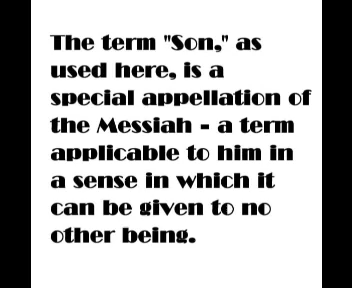 The term "Son," as
used here, is a
special appellation of
the Messiah - a term
applicable to him in
a sense in which it
can be given to no
other being.